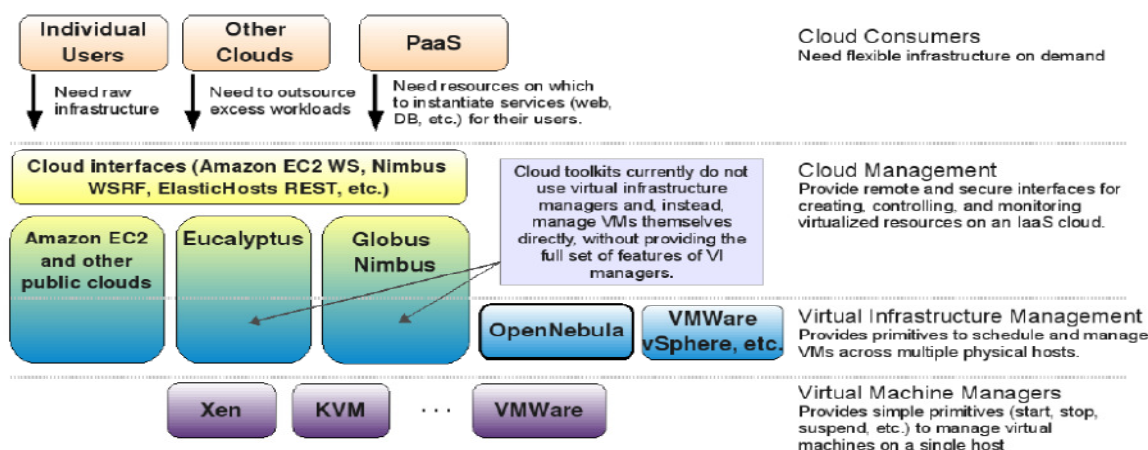 Individual
Users
Other
Clouds
PaaS
Cloud Consumers
Need flexible infrastructure on demand
Need raw
infrastructure
Need to outsource
excess workloads
Need resources on which
to instantiate services (web,
DB, etc.) for their users.
Cloud interfaces (Amazon EC2 WS, Nimbus
WSRF, ElasticHosts REST, etc.)
Cloud toolkits currently do not
use virtual infrastructure
managers and, instead,
manage VMs themselves
directly, without providing the
full set of features of VI
managers.
Cloud Management
Provide remote and secure interfaces for
creating, controlling, and monitoring
virtualized resources on an IaaS cloud.
Amazon EC2
and other
public clouds
Eucalyptus
Globus
Nimbus
OpenNebula
VMWare
vSphere, etc.
Virtual Infrastructure Management
Provides primitives to schedule and manage
VMs across multiple physical hosts.
Xen
KVM
...
VMWare
Virtual Machine Managers
Provides simple primitives (start, stop,
suspend, etc.) to manage virtual
machines on a single host